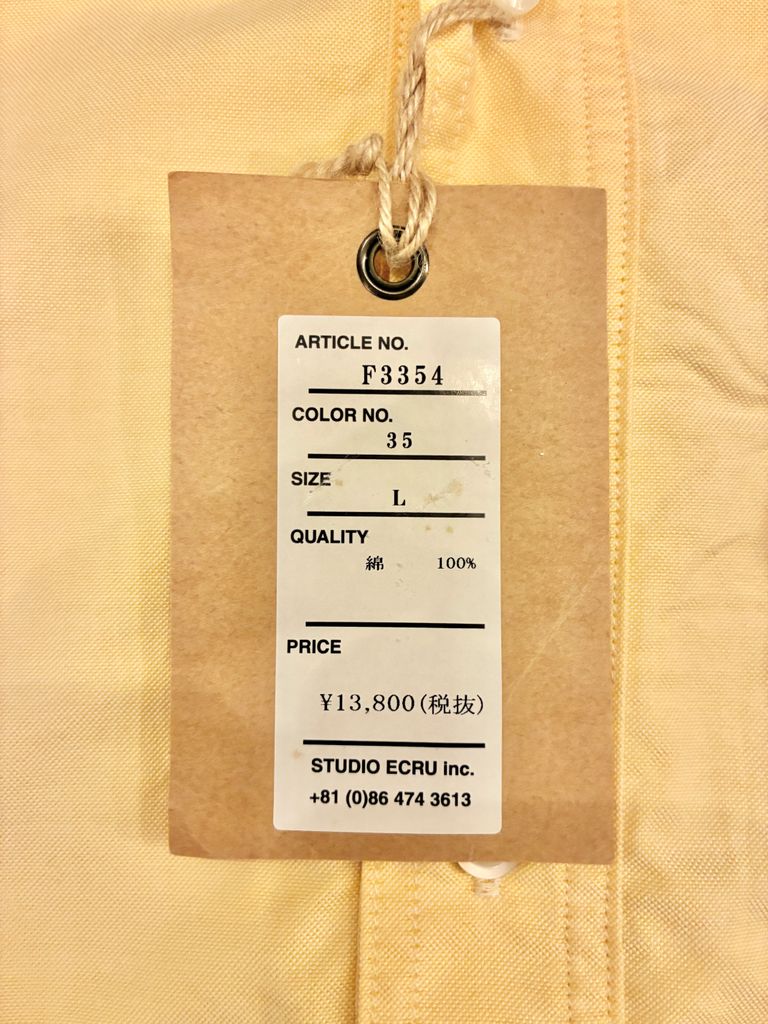 ARTICLE NO.
F3354
COLOR NO.
35
SIZE
L
QUALITY
綿 100%
PRICE
¥13,800(税抜)
STUDIO ECRU inc.
+81 (0)86 474 3613